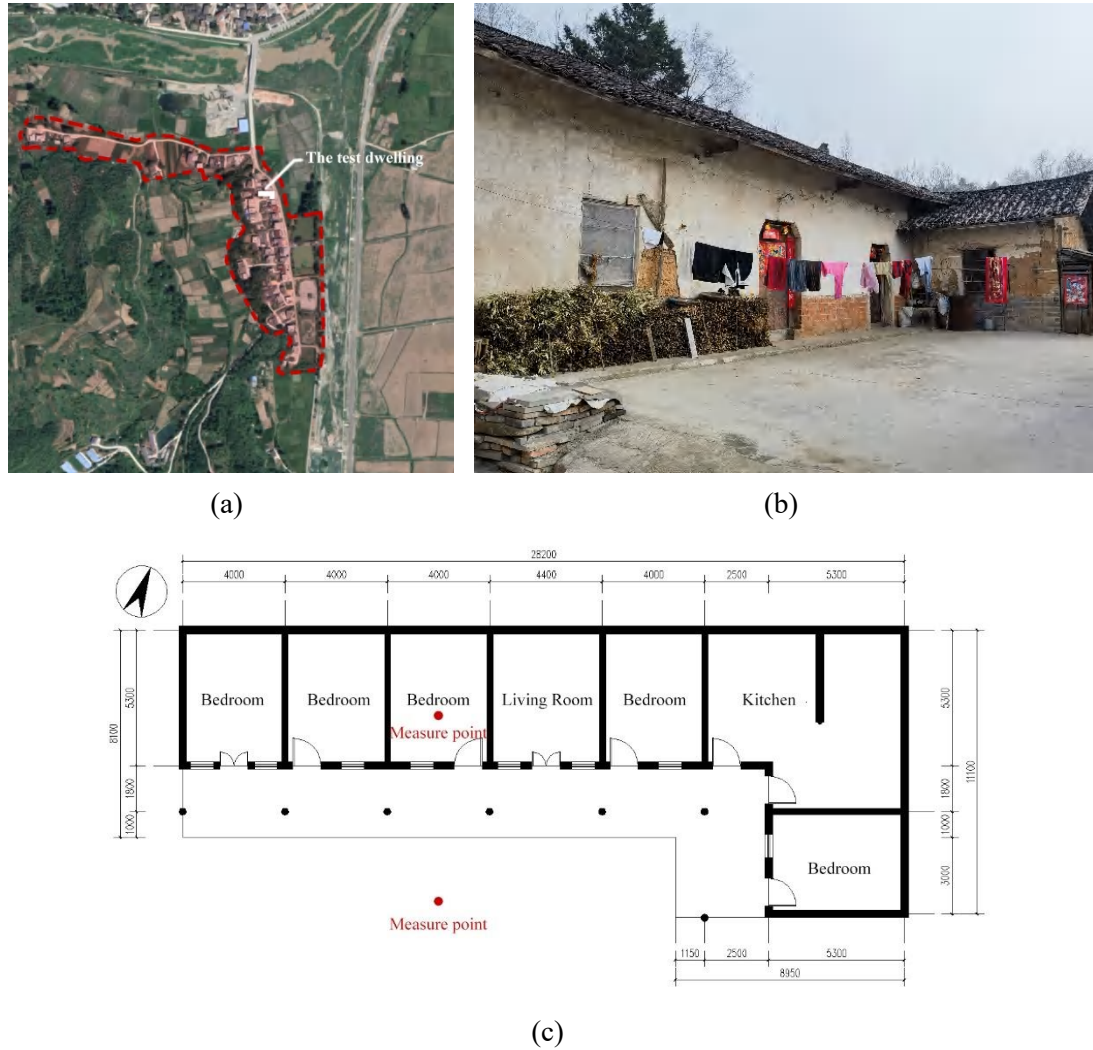 The test dwelling
(a)
(b)
28200
4000 4000 4000 4400 4000 2500 5300
Bedroom Bedroom Bedroom Living Room Bedroom Kitchen
Measure point
5300
8100
1800
1000
5300
1800
11100
1000
3000
Bedroom
Measure point
1150 2500 5300
8950
(c)